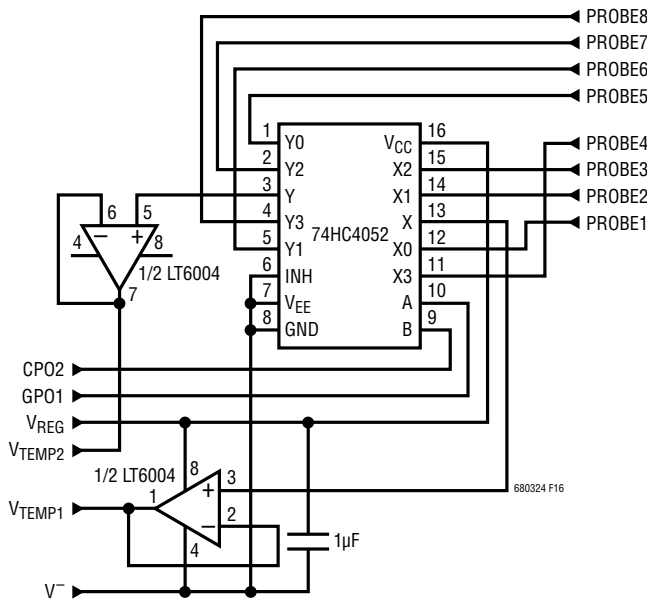 PROBE8
PROBE7
PROBE6
PROBE5
PROBE4
PROBE3
PROBE2
PROBE1
1 Y0
2 Y2
3 Y
4 Y3
5 Y1
6 INH
7 VEE
8 GND
74HC4052
VCC 16
X2 15
X1 14
X 13
X0 12
X3 11
A 10
B 9
6 5
4 − + 8
1/2 LT6004
7
CPO2
GPO1
VREG
VTEMP2
1/2 LT6004
8
VTEMP1 1
+ 3
− 2
4
1µF
V−
680324 F16